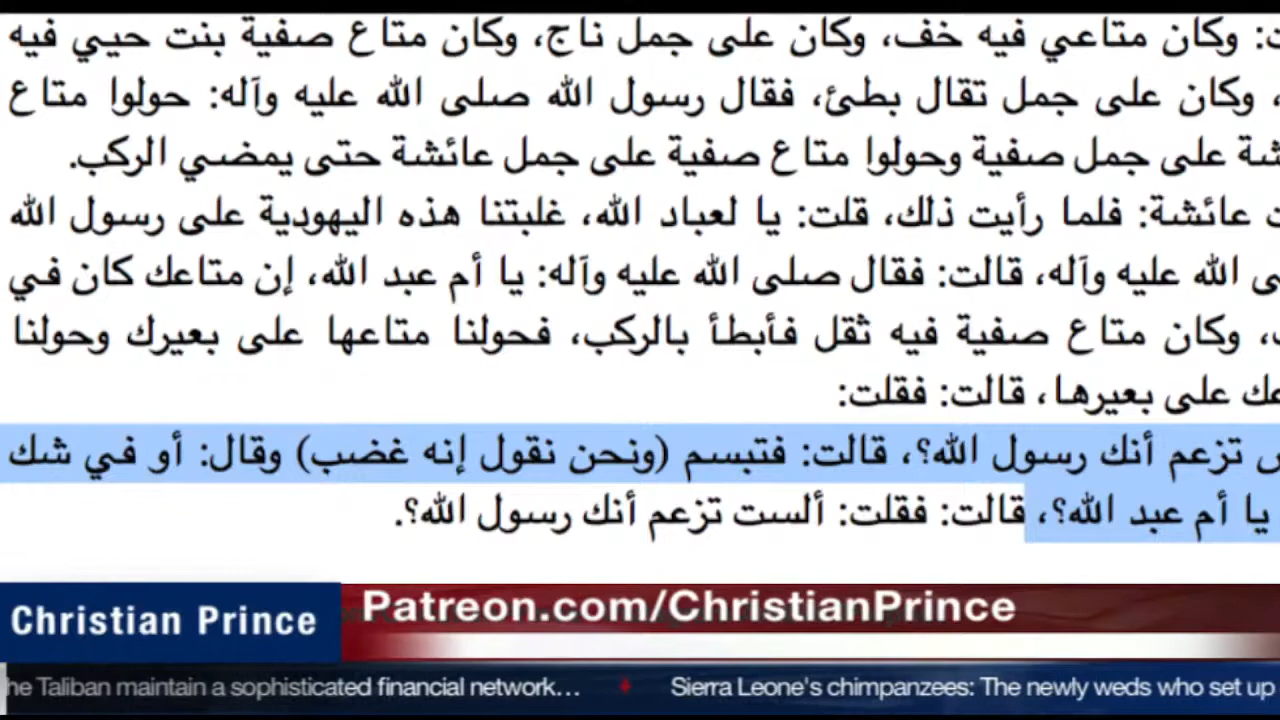 : وكان متاعي فيه خف، وكان على جمل ناج، وكان متاع صفية بنت حيي فيه
، وكان على جمل ثقال بطئ، فقال رسول الله صلى الله عليه وآله: حولوا متاع
شة على جمل صفية وحولوا متاع صفية على جمل عائشة حتى يمضي الركب.
ت عائشة: فلما رأيت ذلك، قلت: يا لعباد الله، غلبتنا هذه اليهودية على رسول الله
ى الله عليه وآله، قالت: فقال صلى الله عليه وآله: يا أم عبد الله، إن متاعك كان في
، وكان متاع صفية فيه ثقل فأبطأ بالركب، فحولنا متاعها على بعيرك وحولنا
عك على بعيرها، قالت: فقلت:
تزعم أنك رسول الله؟، قالت: فتبسم (ونحن نقول إنه غضب) وقال: أو في شك
يا أم عبد الله؟، قالت: فقلت: ألست تزعم أنك رسول الله؟.
Christian Prince
Patreon.com/ChristianPrince
he Taliban maintain a sophisticated financial network... Sierra Leone's chimpanzees: The newly weds who set up